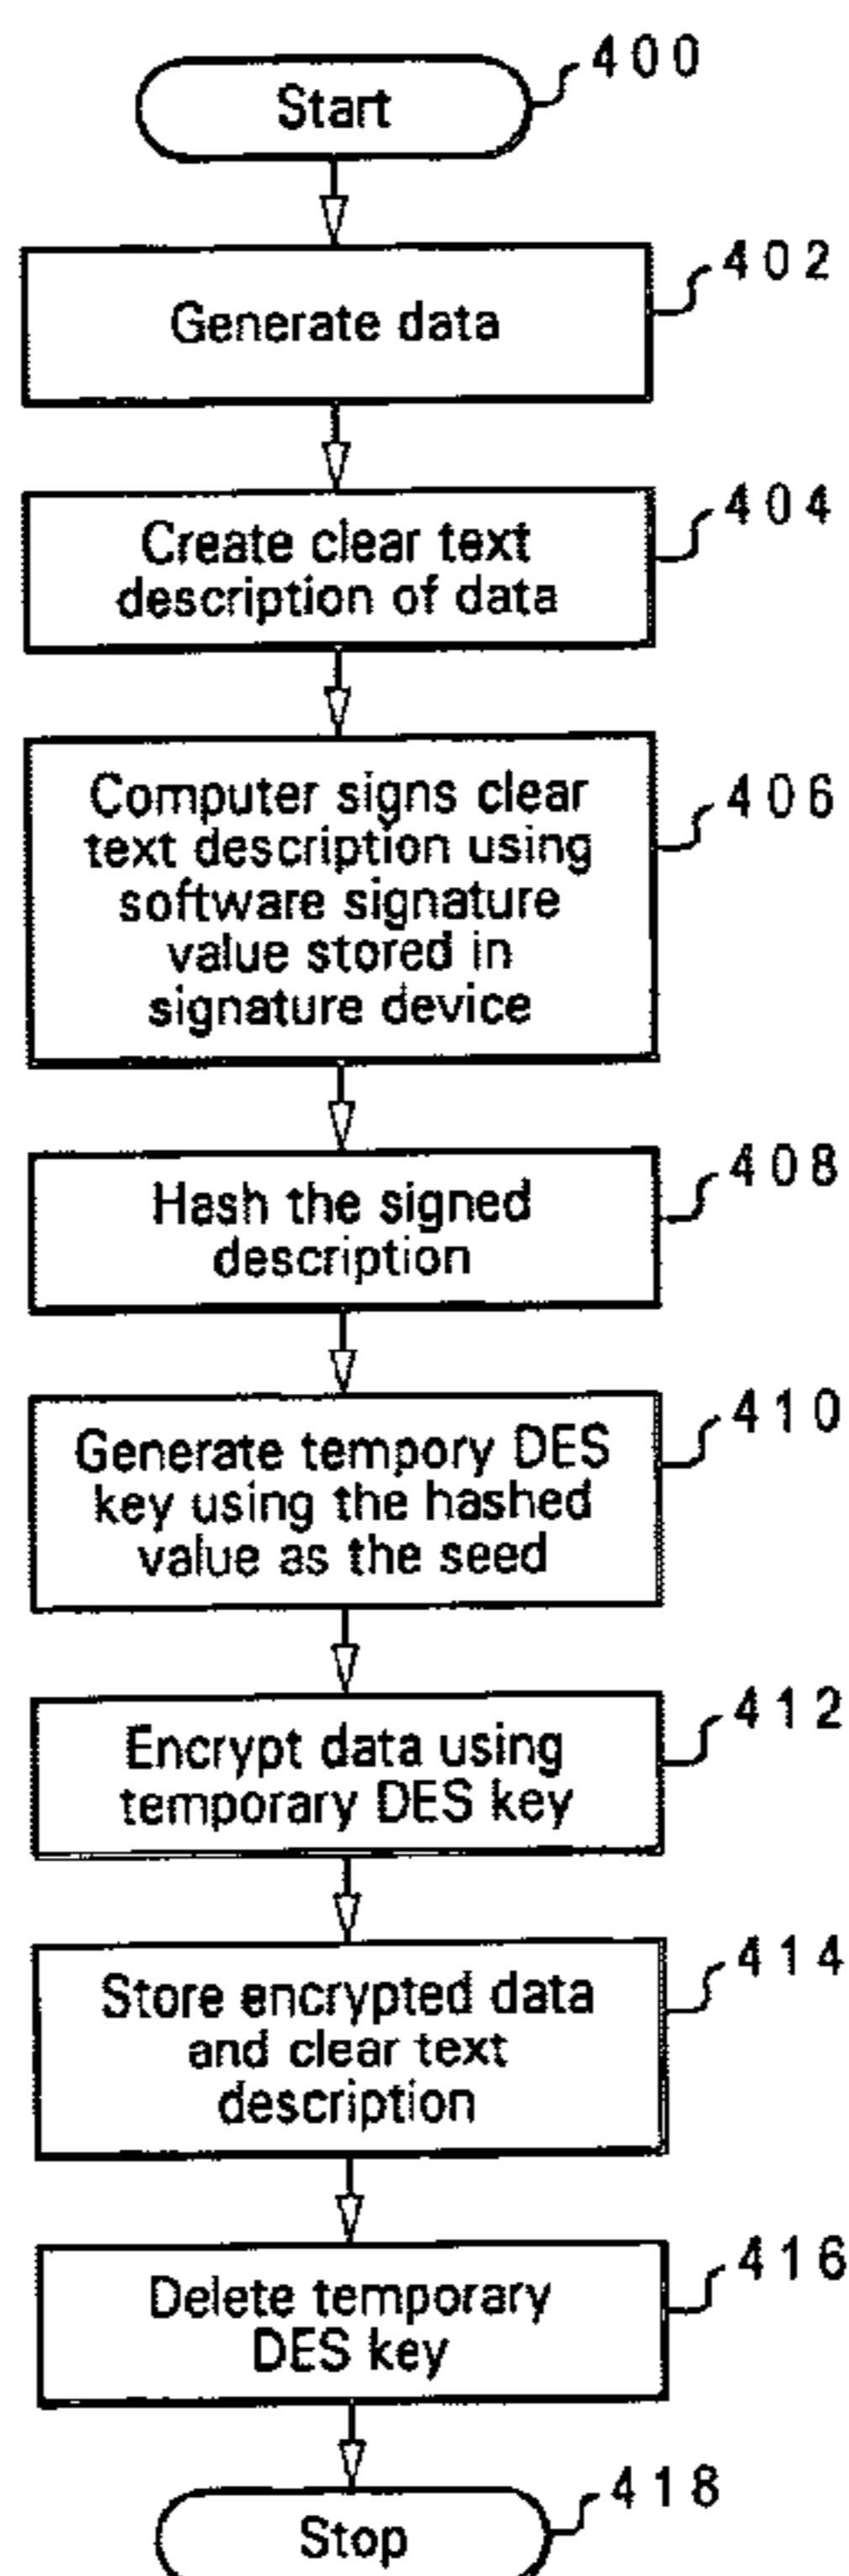 Start
400
Generate data
402
Create clear text
description of data
404
Computer signs clear
text description using
software signature
value stored in
signature device
406
Hash the signed
description
408
Generate tempory DES
key using the hashed
value as the seed
410
Encrypt data using
temporary DES key
412
Store encrypted data
and clear text
description
414
Delete temporary
DES key
416
Stop
418